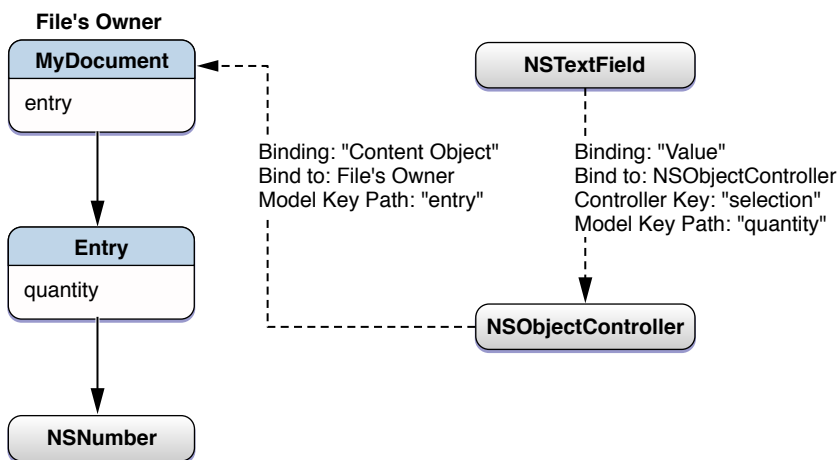 File's Owner
MyDocument
entry
NSTextField
Binding: "Content Object"
Bind to: File's Owner
Model Key Path: "entry"
Binding: "Value"
Bind to: NSObjectController
Controller Key: "selection"
Model Key Path: "quantity"
Entry
quantity
NSObjectController
NSNumber